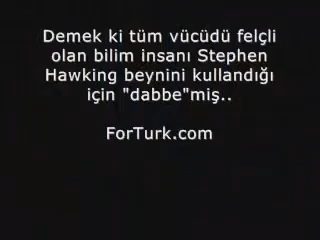 Demek ki tüm vücüdü felçli
olan bilim insanı Stephen
Hawking beynini kullandığı
için "dabbe"miş..
ForTurk.com